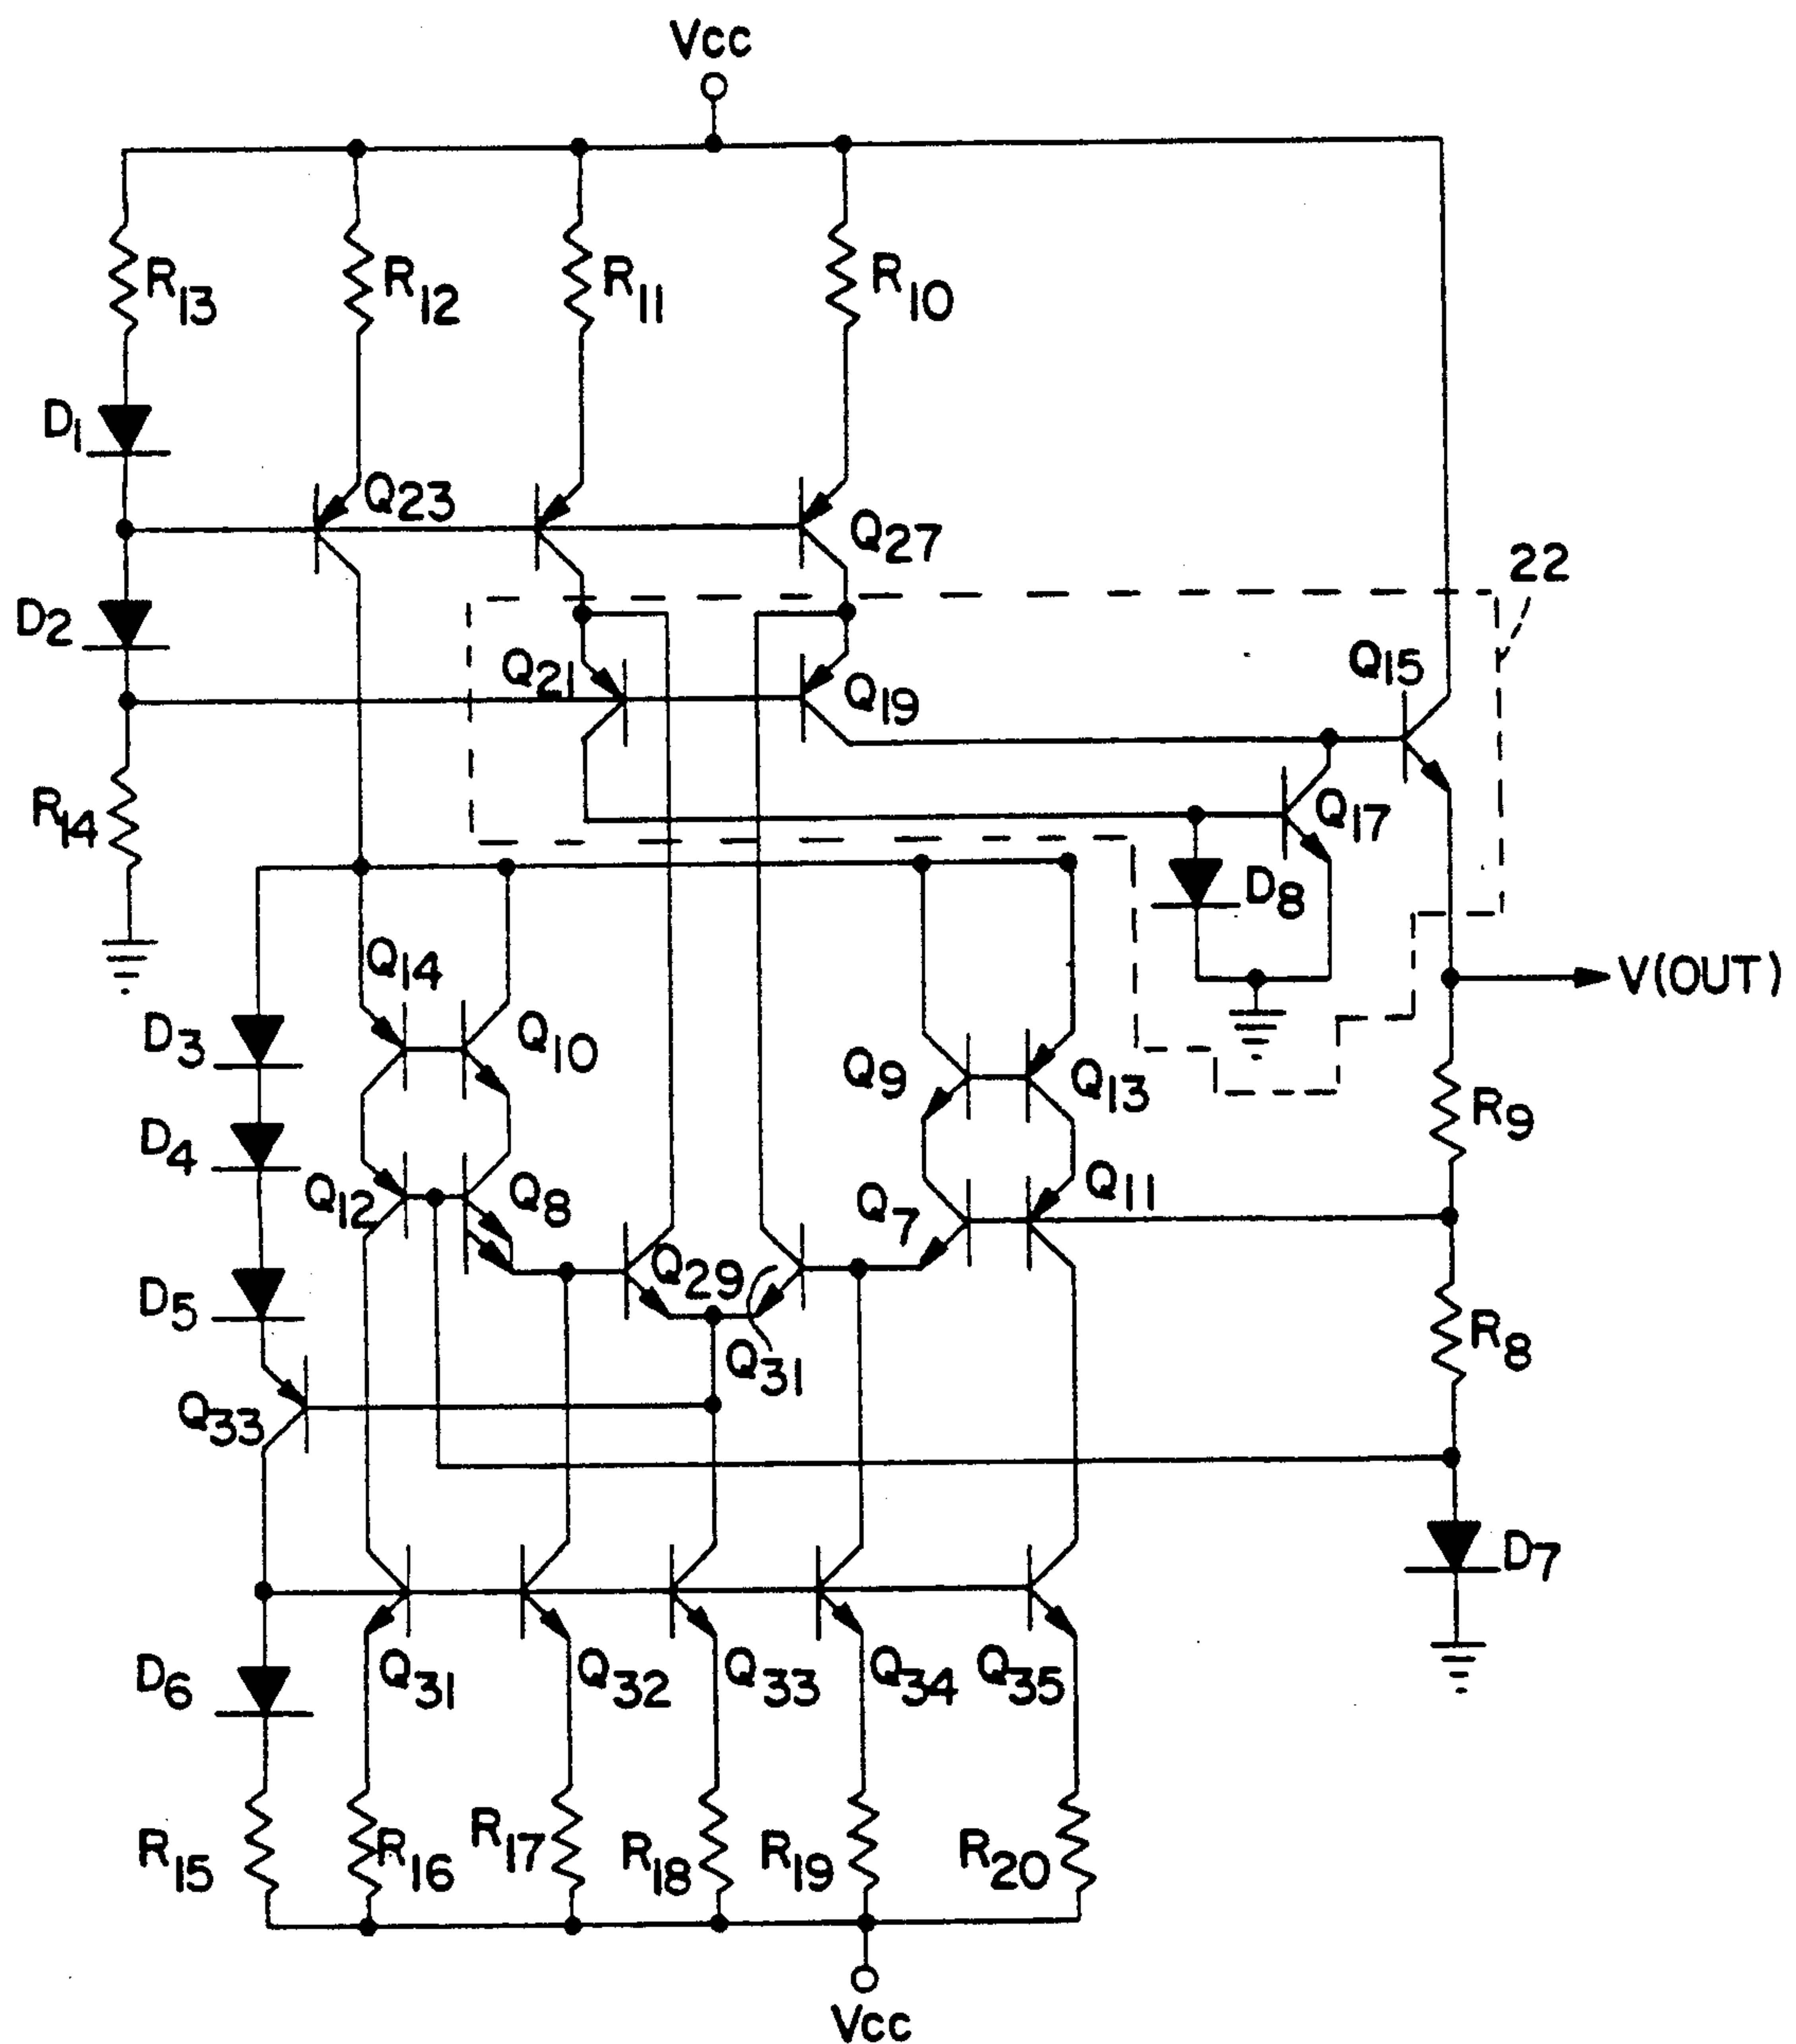 Vcc
R13
R12
R11
R10
D1
Q23
Q27
22
D2
Q21
Q19
Q15
R14
Q17
D8
Q14
V(OUT)
D3
Q10
Q9
Q13
R9
D4
Q12
Q8
Q7
Q11
Q29
D5
Q31
R8
Q33
D7
D6
Q31
Q32
Q33
Q34
Q35
R15
R16
R17
R18
R19
R20
Vcc